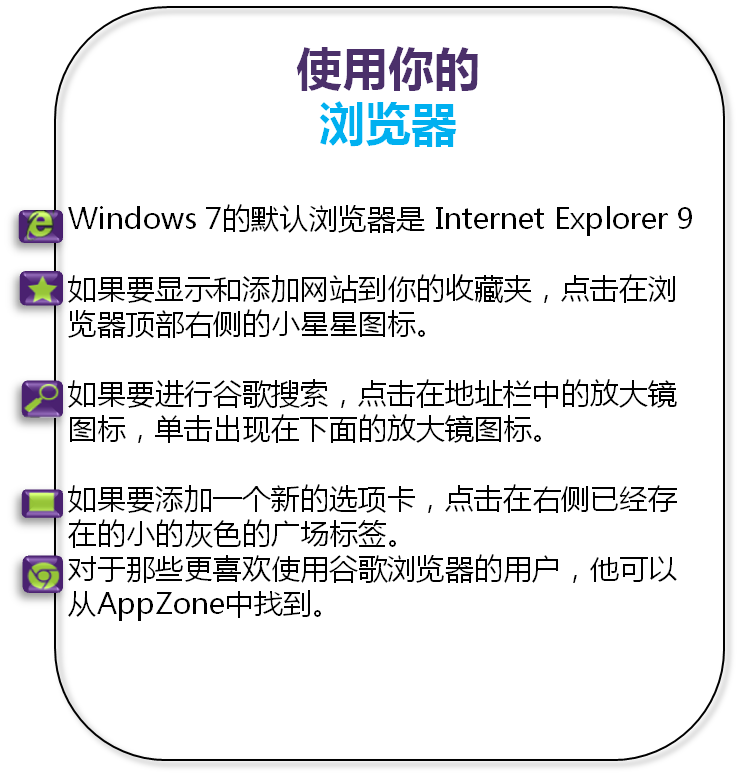 使用你的
浏览器
Windows 7的默认浏览器是 Internet Explorer 9
如果要显示和添加网站到你的收藏夹，点击在浏
览器顶部右侧的小星星图标。
如果要进行谷歌搜索，点击在地址栏中的放大镜
图标，单击出现在下面的放大镜图标。
如果要添加一个新的选项卡，点击在右侧已经存
在的小的灰色的广场标签。
对于那些更喜欢使用谷歌浏览器的用户，他可以
从AppZone中找到。